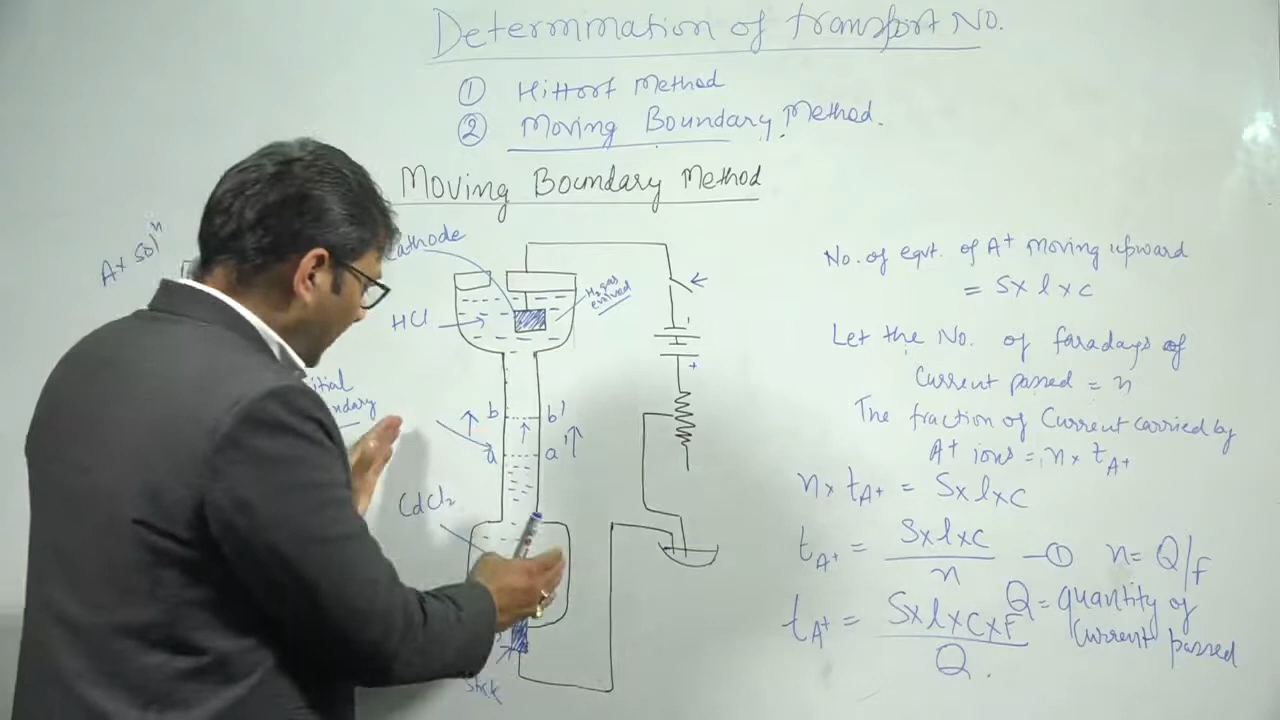 Determination of transport No.
① Hittorf Method
② Moving Boundary Method.
Moving Boundary Method
A+ solⁿ
cathode
HCl
H₂ gas
evolved
-
+
b b'
a a'
CdCl₂
Stick
No. of eqvt. of A+ moving upward
= S x l x c
Let the No. of faradays of
Current passed = n
The fraction of Current carried by
A+ ions = n x tA+
n x tA+ = S x l x c
tA+ = S x l x c / n —① n = Q/F
tA+ = S x l x c x F / Q.
Q = quantity of
Current passed